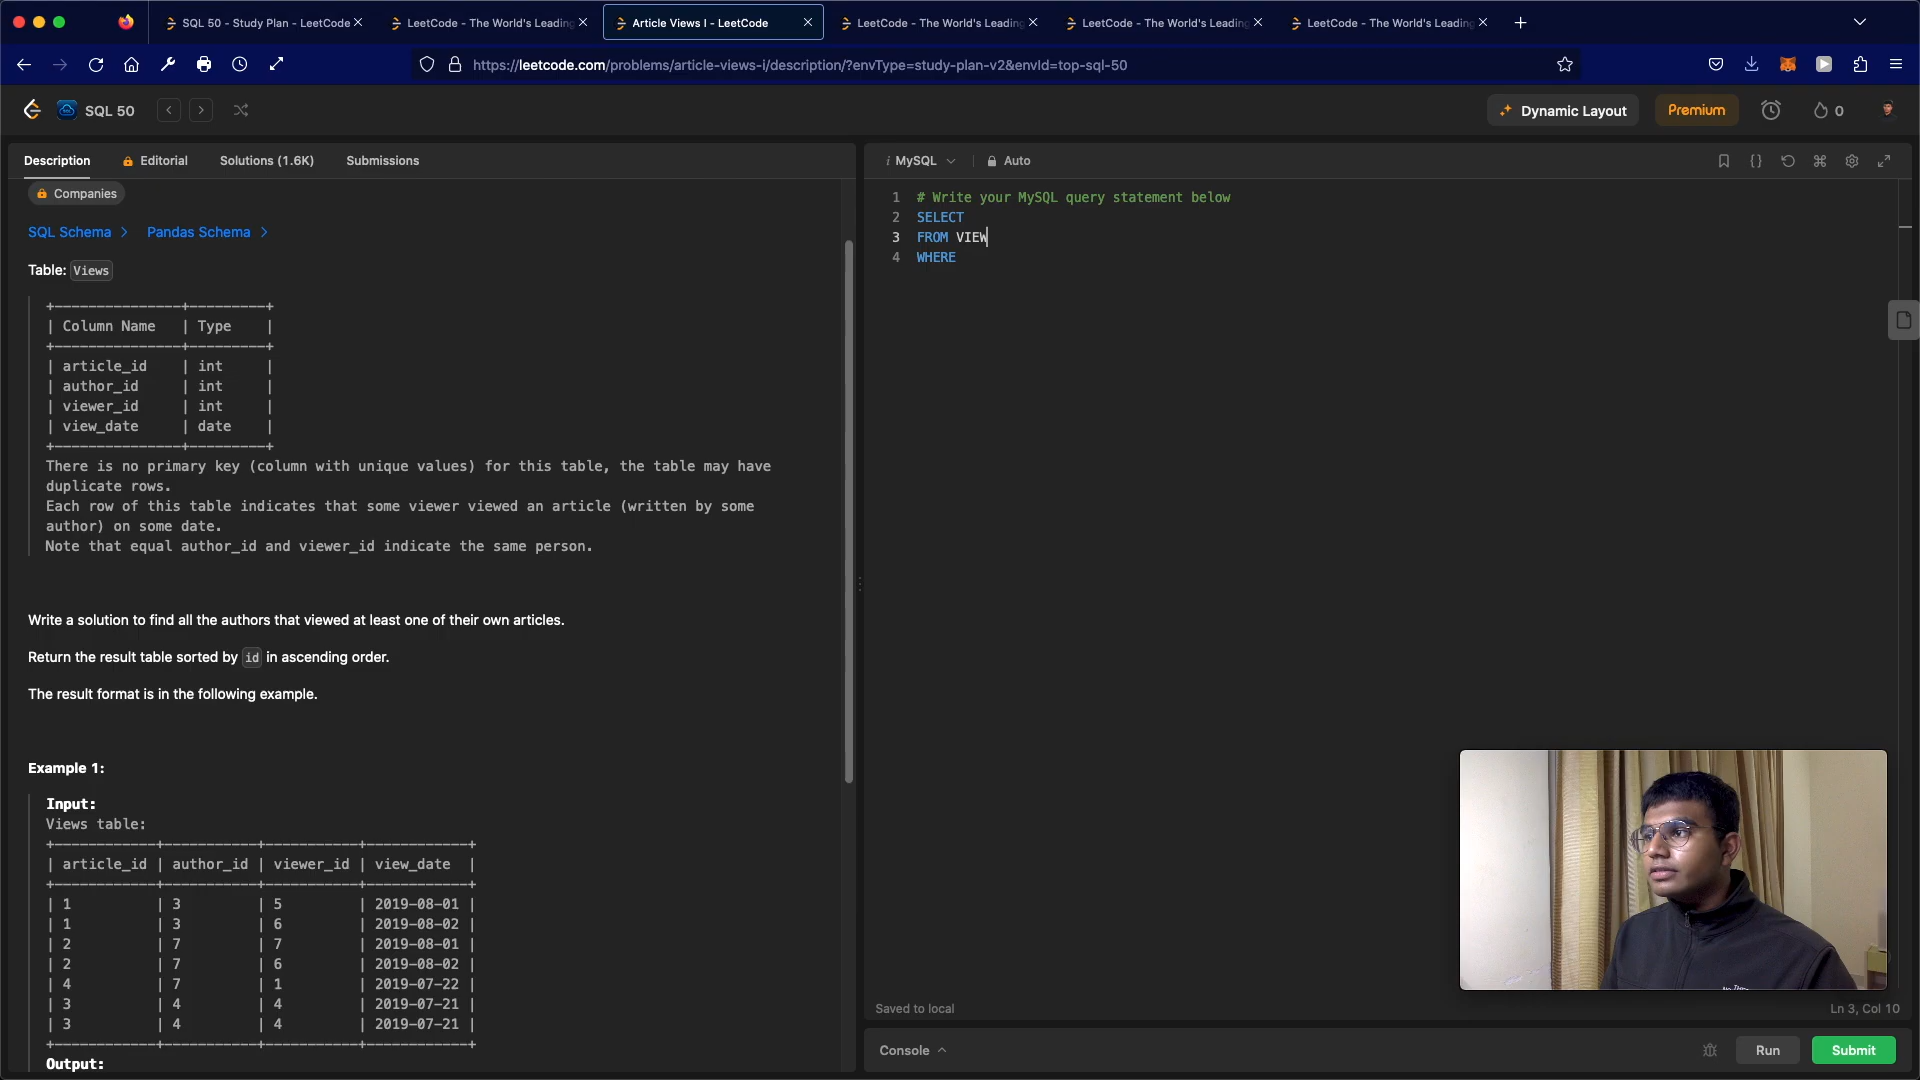 SQL 50 - Study Plan - LeetCode
LeetCode - The World's Leading
Article Views I - LeetCode
LeetCode - The World's Leading
LeetCode - The World's Leading
LeetCode - The World's Leading
https://leetcode.com/problems/article-views-i/description/?envType=study-plan-v2&envId=top-sql-50
SQL 50
Dynamic Layout
Premium
0
Description
Editorial
Solutions (1.6K)
Submissions
Companies
SQL Schema >
Pandas Schema >
Table: Views
+---------------+---------+
| Column Name   | Type    |
+---------------+---------+
| article_id    | int     |
| author_id     | int     |
| viewer_id     | int     |
| view_date     | date    |
+---------------+---------+
There is no primary key (column with unique values) for this table, the table may have
duplicate rows.
Each row of this table indicates that some viewer viewed an article (written by some
author) on some date.
Note that equal author_id and viewer_id indicate the same person.
Write a solution to find all the authors that viewed at least one of their own articles.
Return the result table sorted by id in ascending order.
The result format is in the following example.
Example 1:
Input:
Views table:
+------------+-----------+-----------+------------+
| article_id | author_id | viewer_id | view_date  |
+------------+-----------+-----------+------------+
| 1          | 3         | 5         | 2019-08-01 |
| 1          | 3         | 6         | 2019-08-02 |
| 2          | 7         | 7         | 2019-08-01 |
| 2          | 7         | 6         | 2019-08-02 |
| 4          | 7         | 1         | 2019-07-22 |
| 3          | 4         | 4         | 2019-07-21 |
| 3          | 4         | 4         | 2019-07-21 |
+------------+-----------+-----------+------------+
Output:
i MySQL
Auto
1 # Write your MySQL query statement below
2 SELECT
3 FROM VIEW
4 WHERE
Saved to local
Ln 3, Col 10
Console
Run
Submit